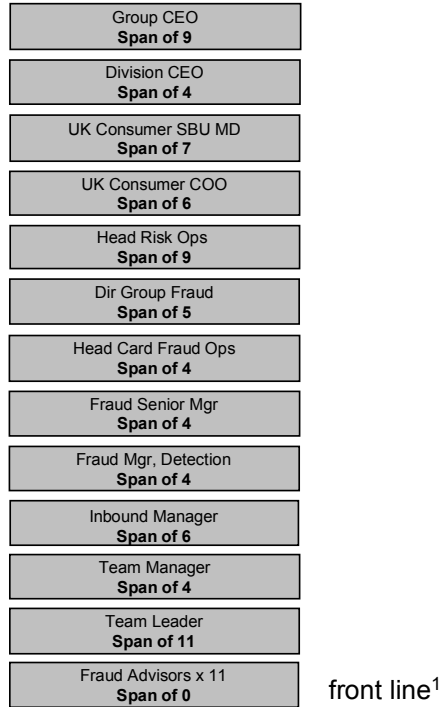 Group CEO
Span of 9
Division CEO
Span of 4
UK Consumer SBU MD
Span of 7
UK Consumer COO
Span of 6
Head Risk Ops
Span of 9
Dir Group Fraud
Span of 5
Head Card Fraud Ops
Span of 4
Fraud Senior Mgr
Span of 4
Fraud Mgr, Detection
Span of 4
Inbound Manager
Span of 6
Team Manager
Span of 4
Team Leader
Span of 11
Fraud Advisors x 11
Span of 0
front line¹